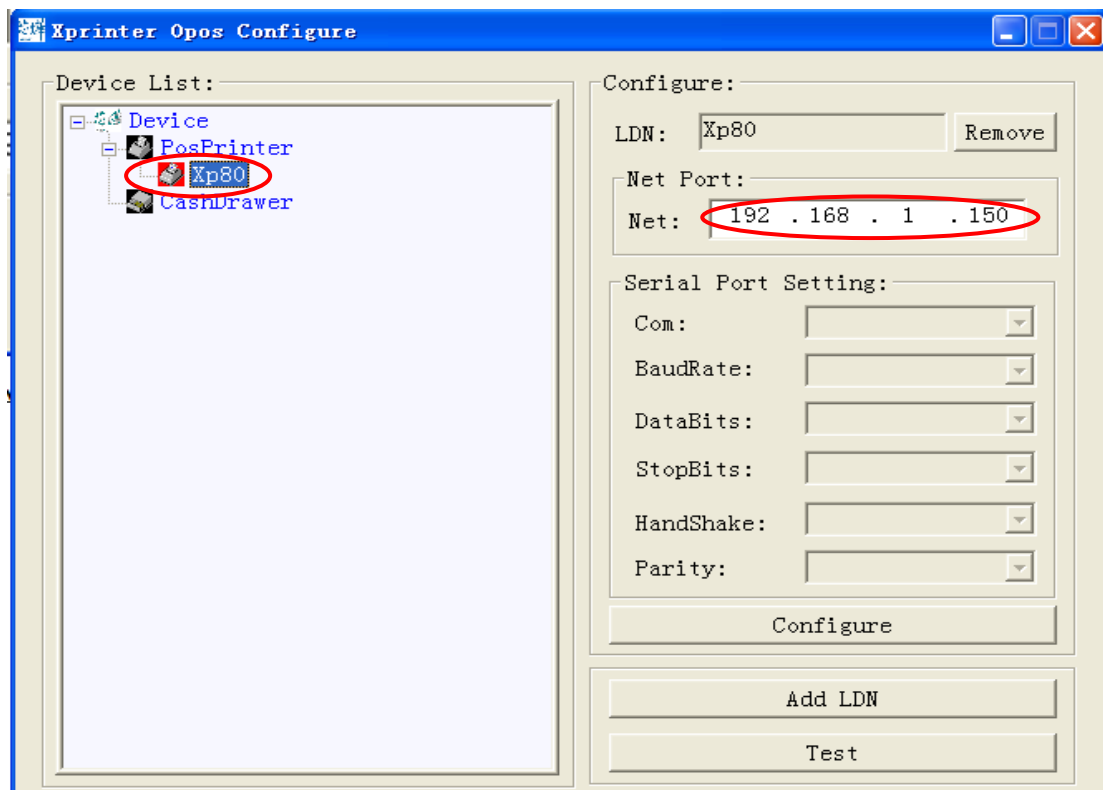 Xprinter Opos Configure
Device List:
Device
PosPrinter
Xp80
CashDrawer
Configure:
LDN: Xp80 Remove
Net Port:
Net: 192 .168 . 1 .150
Serial Port Setting:
Com:
BaudRate:
DataBits:
StopBits:
HandShake:
Parity:
Configure
Add LDN
Test